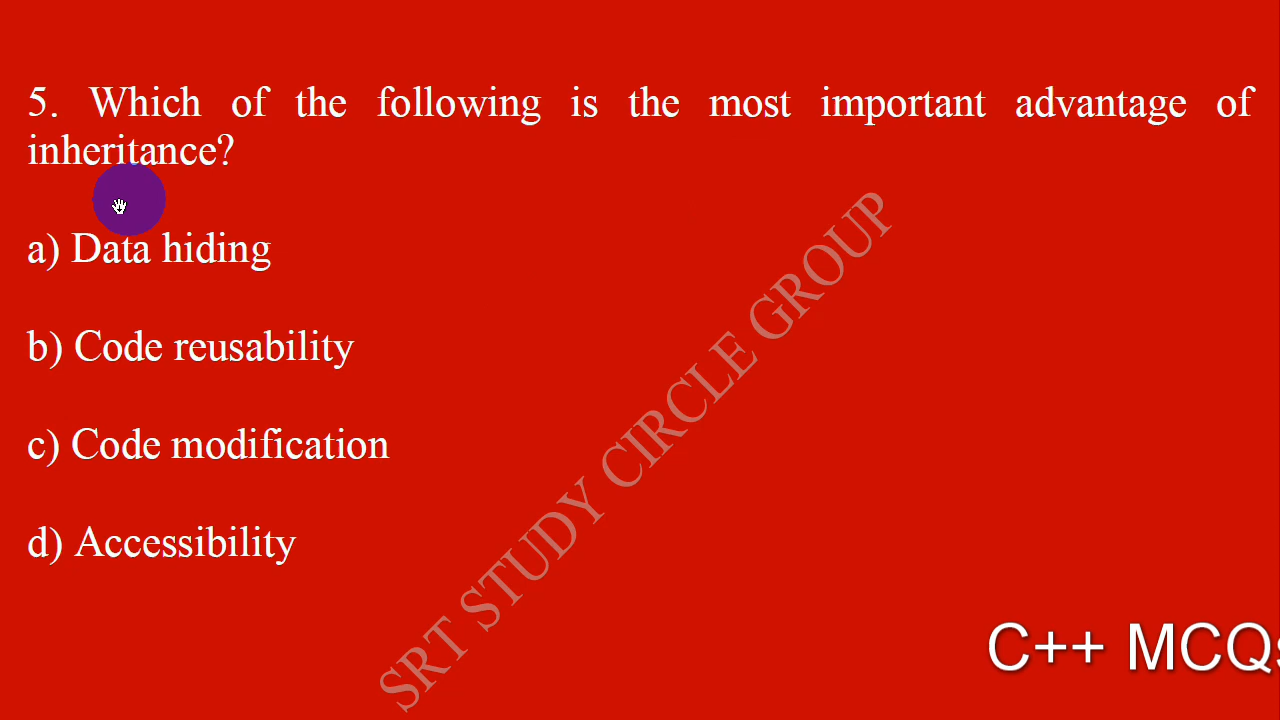 5. Which of the following is the most important advantage of
inheritance?
a) Data hiding
b) Code reusability
c) Code modification
d) Accessibility
SRT STUDY CIRCLE GROUP
C++ MCQs